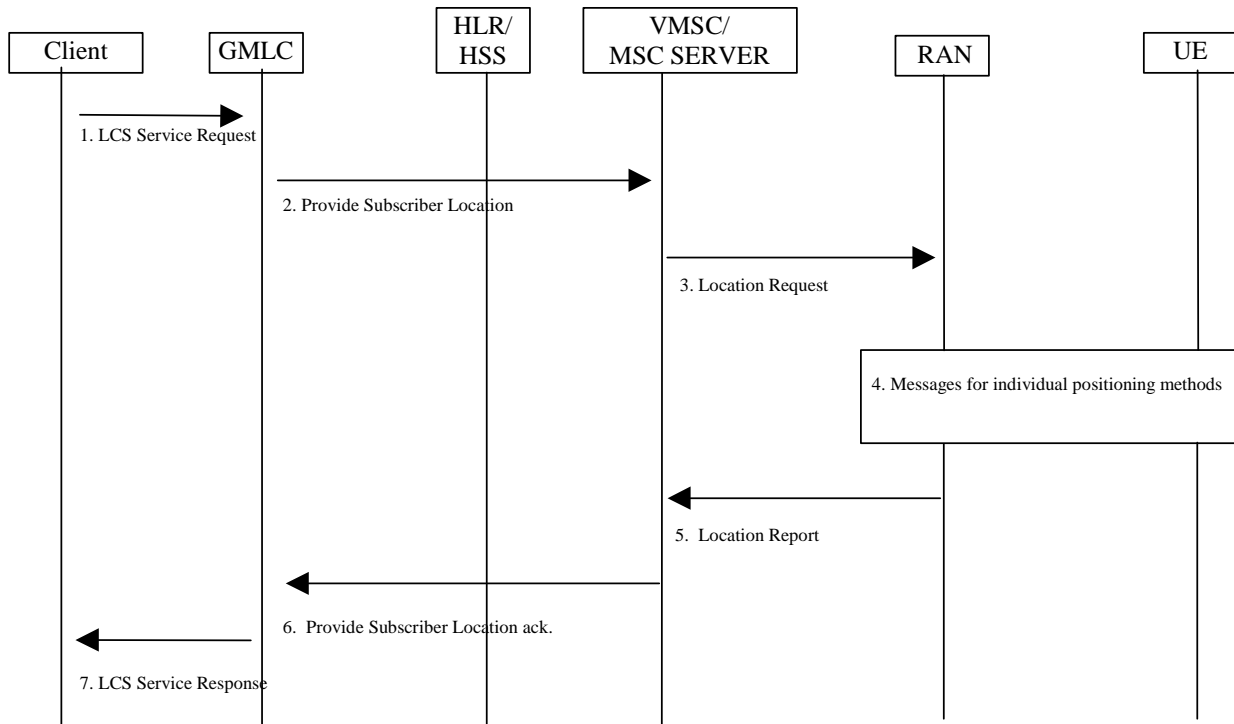 Client
GMLC
HLR/
HSS
VMSC/
MSC SERVER
RAN
UE
1. LCS Service Request
2. Provide Subscriber Location
3. Location Request
4. Messages for individual positioning methods
5. Location Report
6. Provide Subscriber Location ack.
7. LCS Service Response